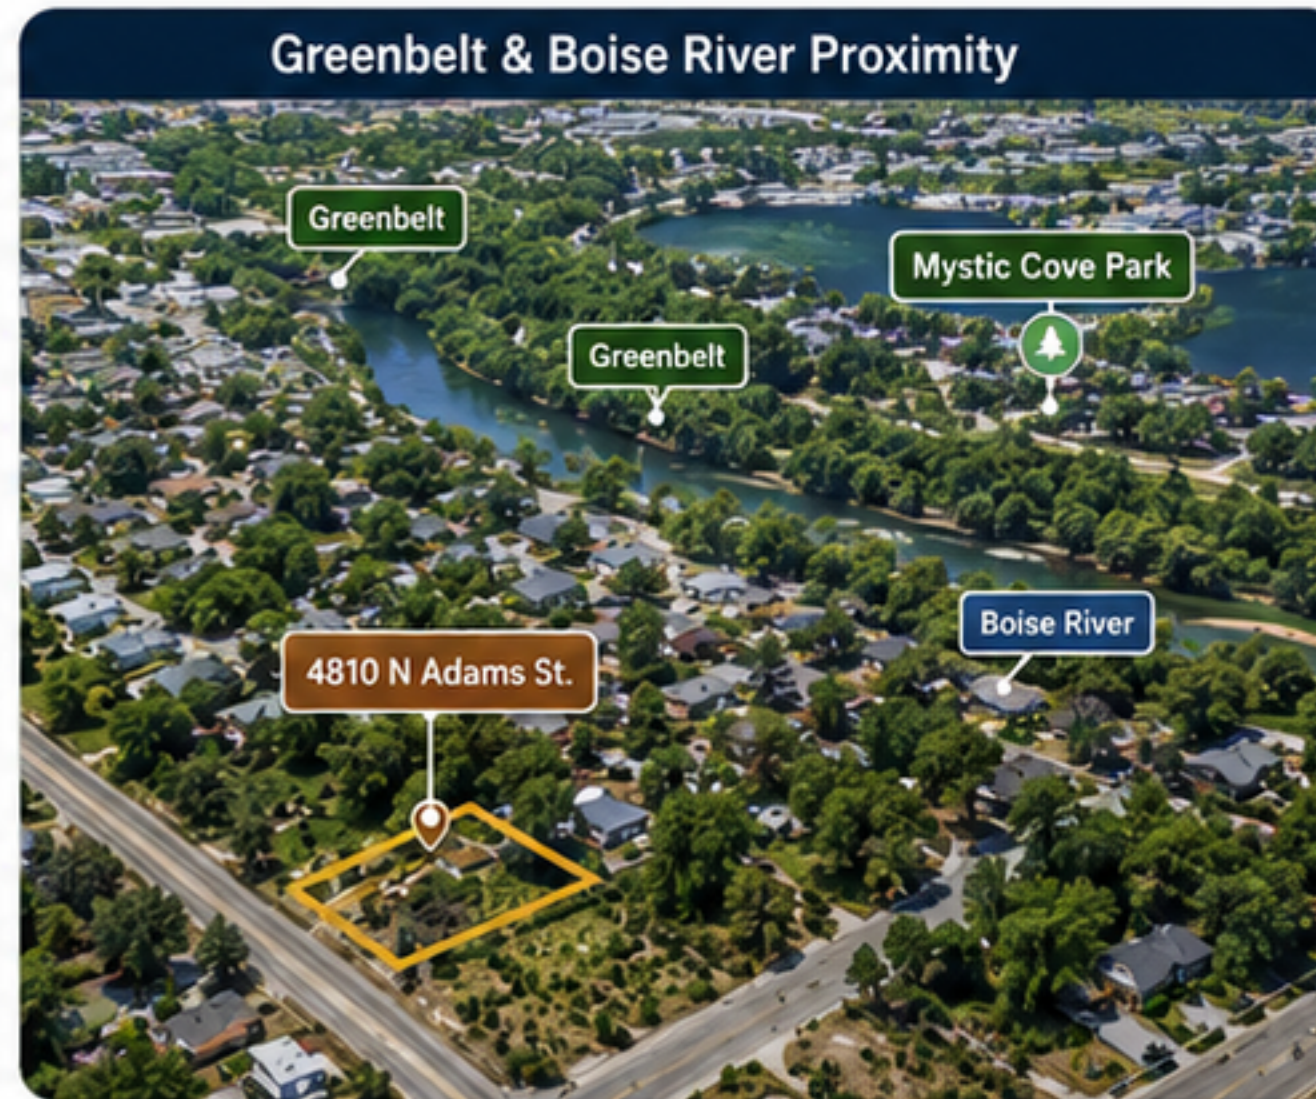 Greenbelt & Boise River Proximity
Greenbelt
Mystic Cove Park
Greenbelt
Boise River
4810 N Adams St.